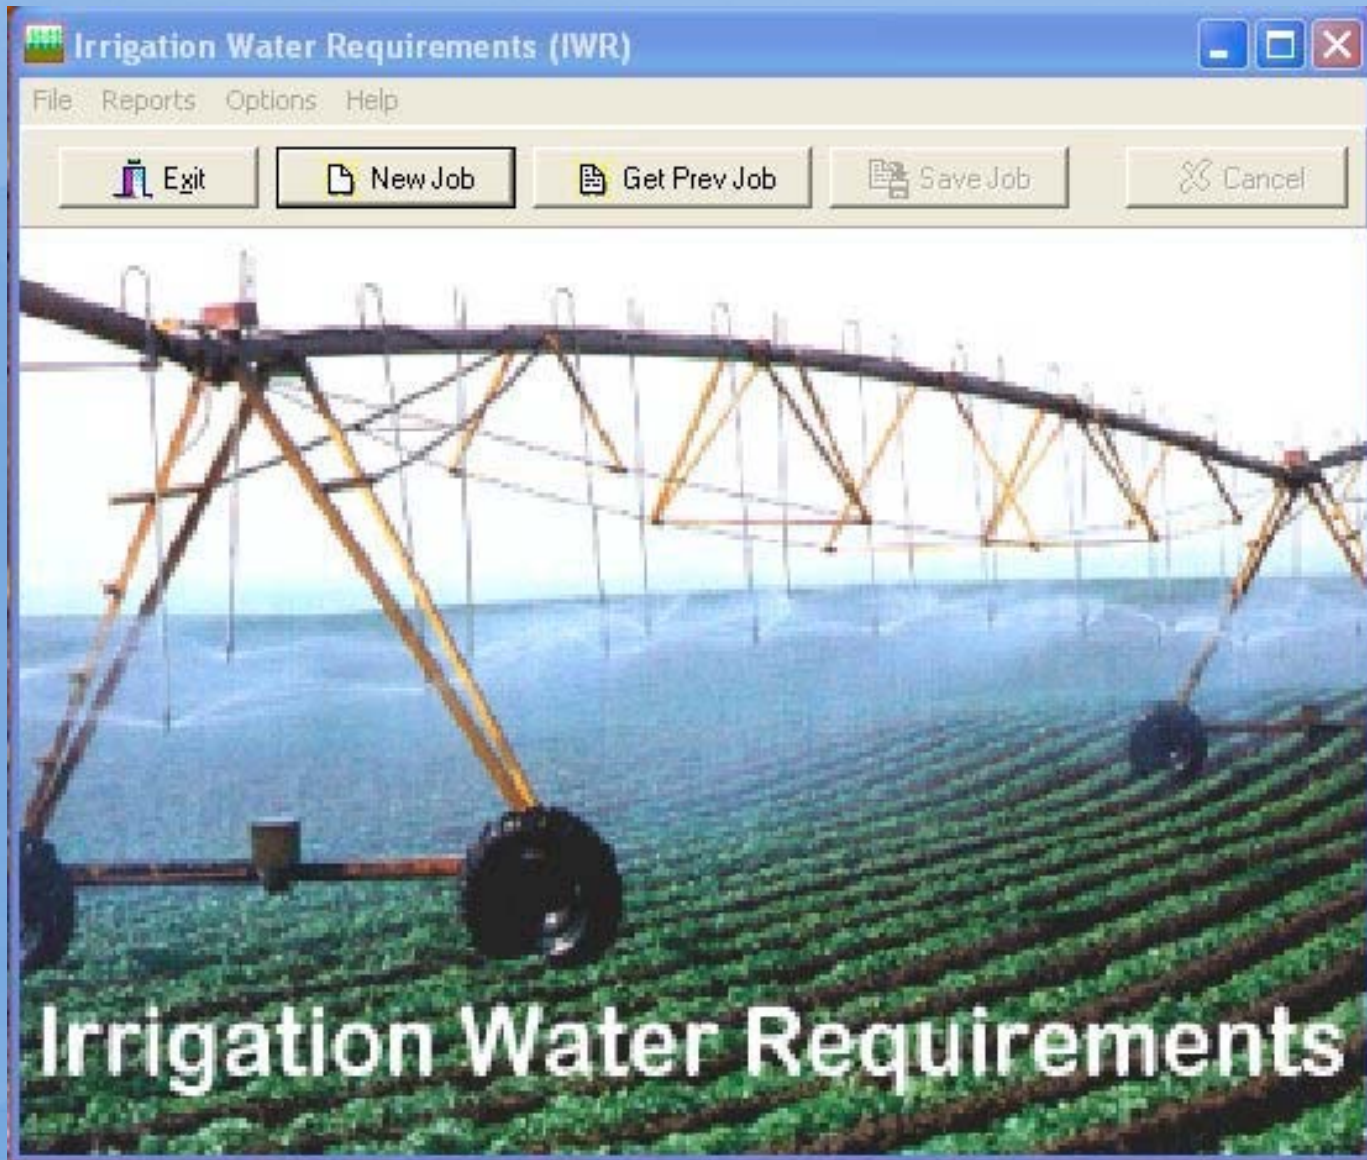 Irrigation Water Requirements (IWR)
File Reports Options Help
Exit New Job Get Prev Job Save Job Cancel
Irrigation Water Requirements